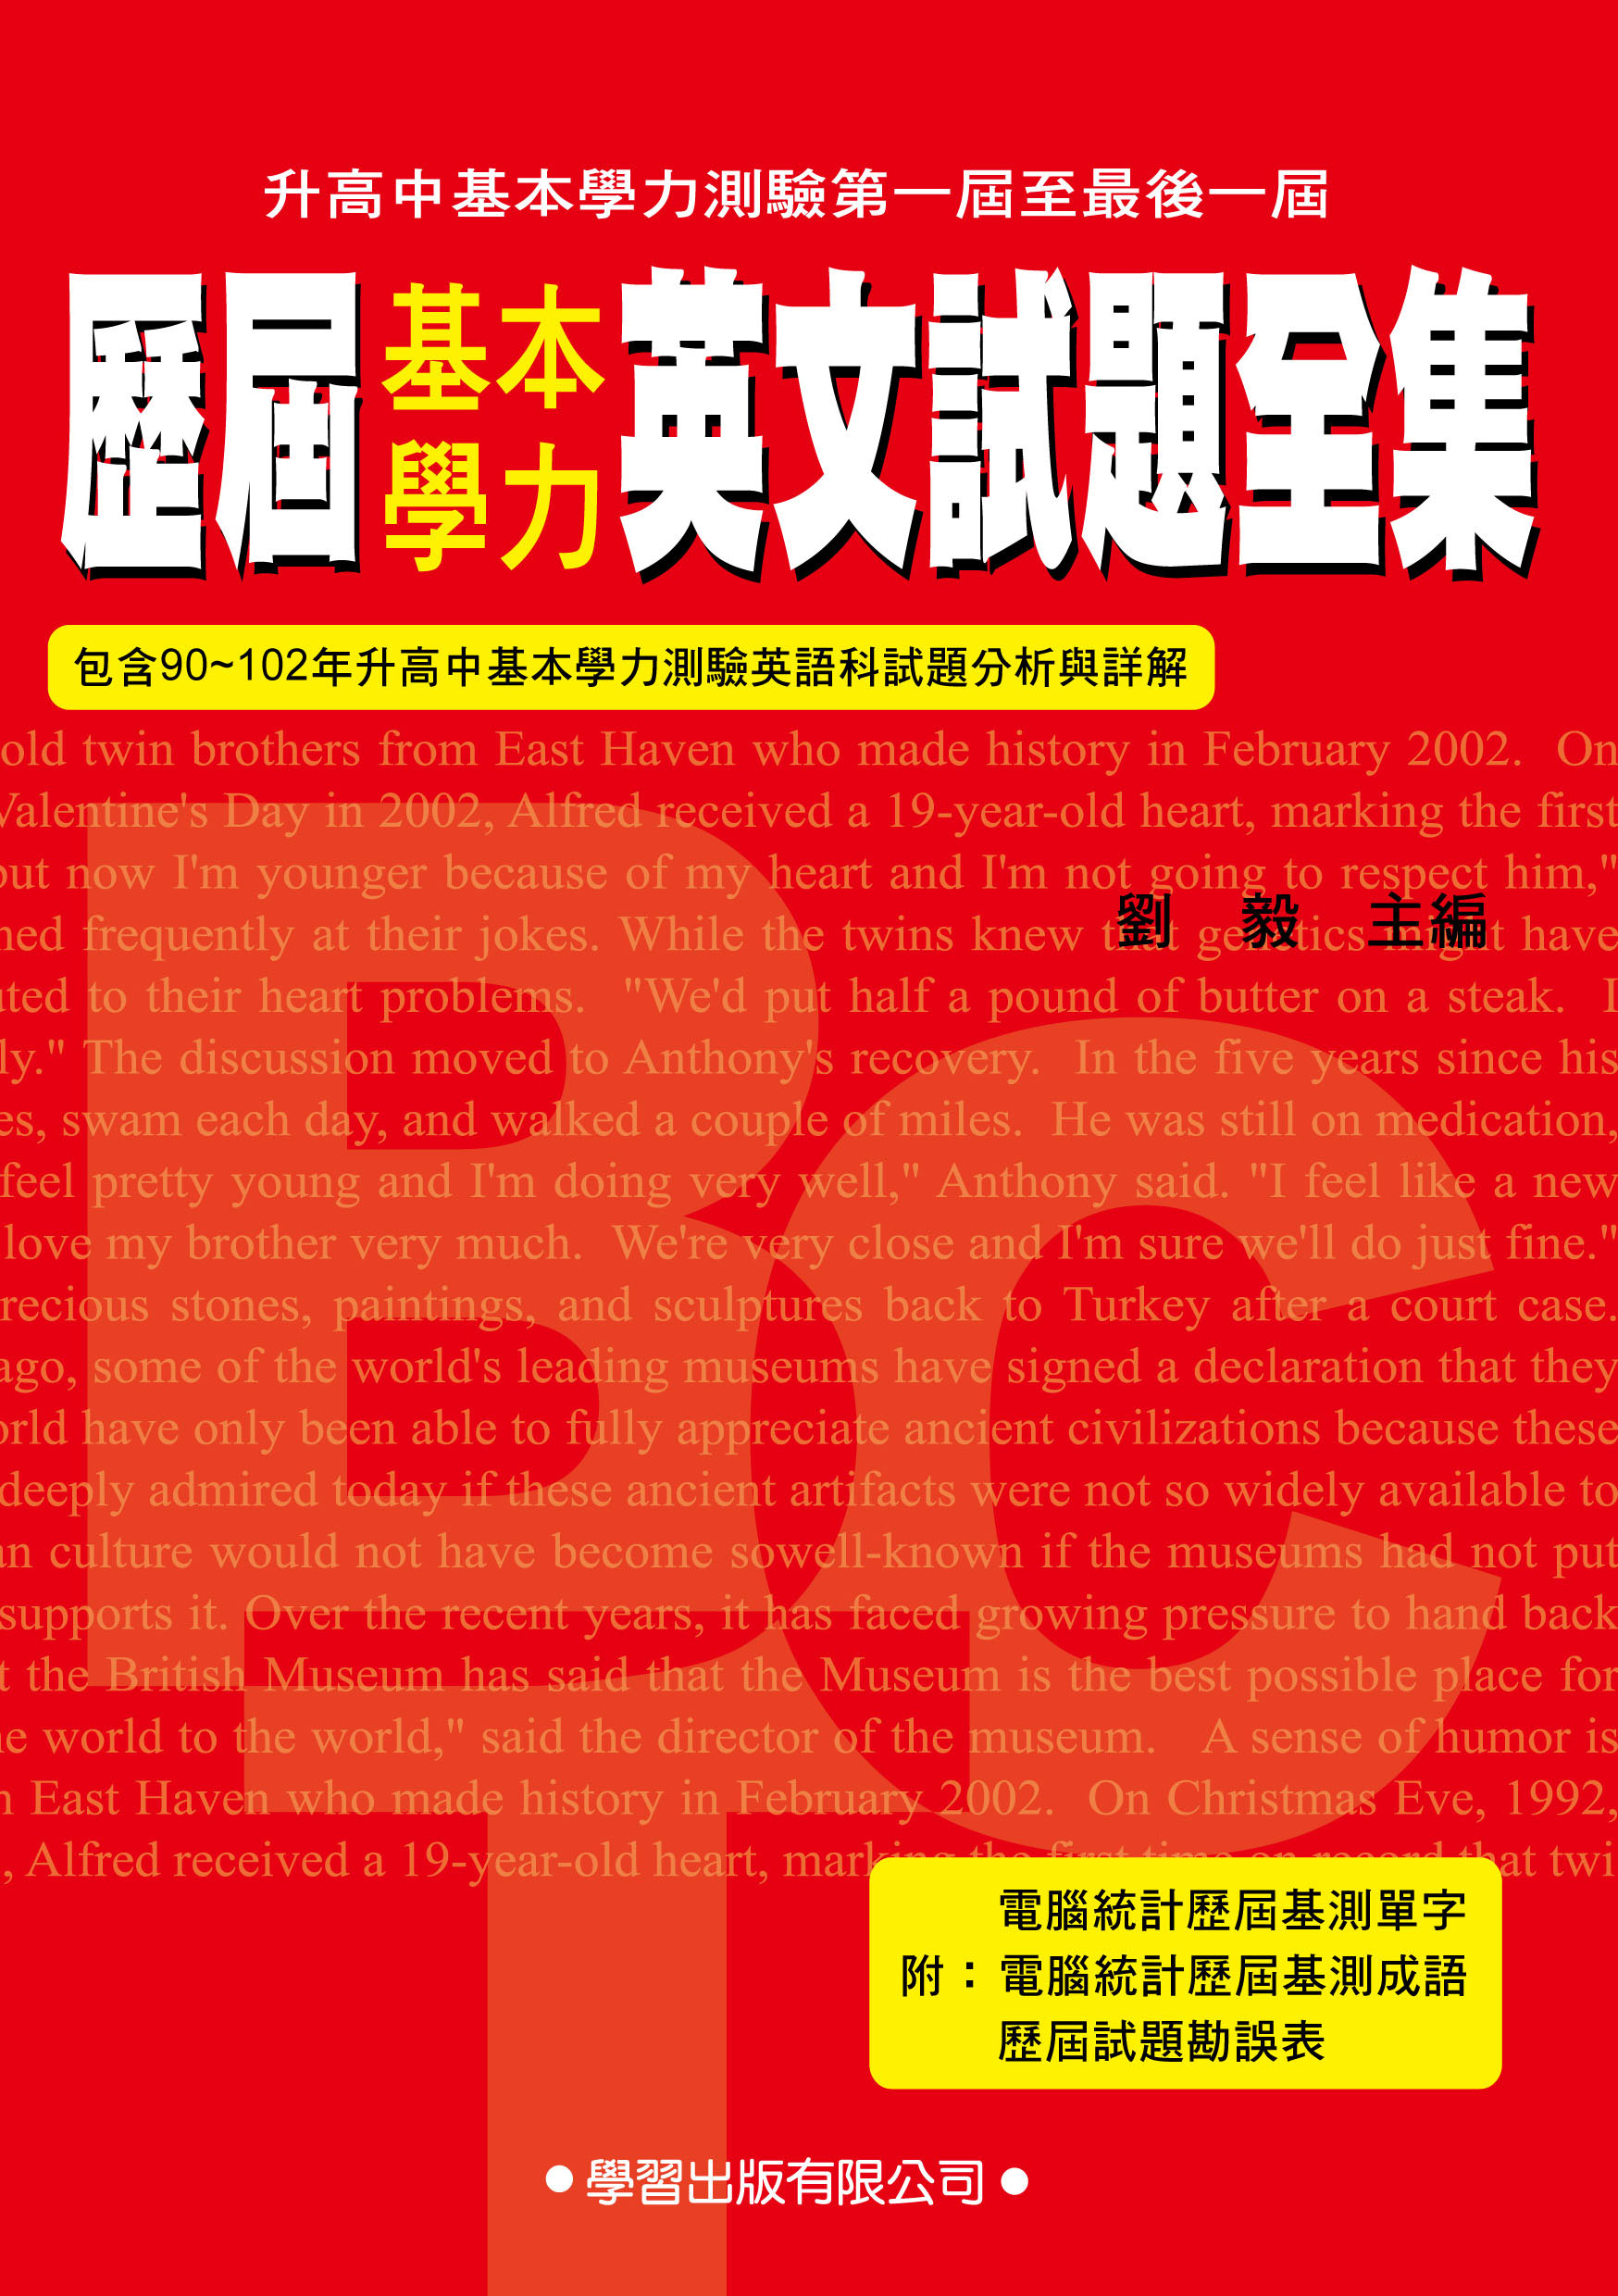 升高中基本學力測驗第一屆至最後一屆
歷屆基本學力英文試題全集
包含90~102年升高中基本學力測驗英語科試題分析與詳解
old twin brothers from East Haven who made history in February 2002. On
Valentine's Day in 2002, Alfred received a 19-year-old heart, marking the first
but now I'm younger because of my heart and I'm not going to respect him,"
劉 毅 主編
ned frequently at their jokes. While the twins knew that genetics might have
uted to their heart problems. "We'd put half a pound of butter on a steak. I
ly." The discussion moved to Anthony's recovery. In the five years since his
es, swam each day, and walked a couple of miles. He was still on medication,
feel pretty young and I'm doing very well," Anthony said. "I feel like a new
love my brother very much. We're very close and I'm sure we'll do just fine."
recious stones, paintings, and sculptures back to Turkey after a court case.
ago, some of the world's leading museums have signed a declaration that they
orld have only been able to fully appreciate ancient civilizations because these
deeply admired today if these ancient artifacts were not so widely available to
an culture would not have become sowell-known if the museums had not put
supports it. Over the recent years, it has faced growing pressure to hand back
t the British Museum has said that the Museum is the best possible place for
he world to the world," said the director of the museum. A sense of humor is
n East Haven who made history in February 2002. On Christmas Eve, 1992,
, Alfred received a 19-year-old heart, marking the first time on record that twi
BCT
電腦統計歷屆基測單字
附：電腦統計歷屆基測成語
歷屆試題勘誤表
●學習出版有限公司●